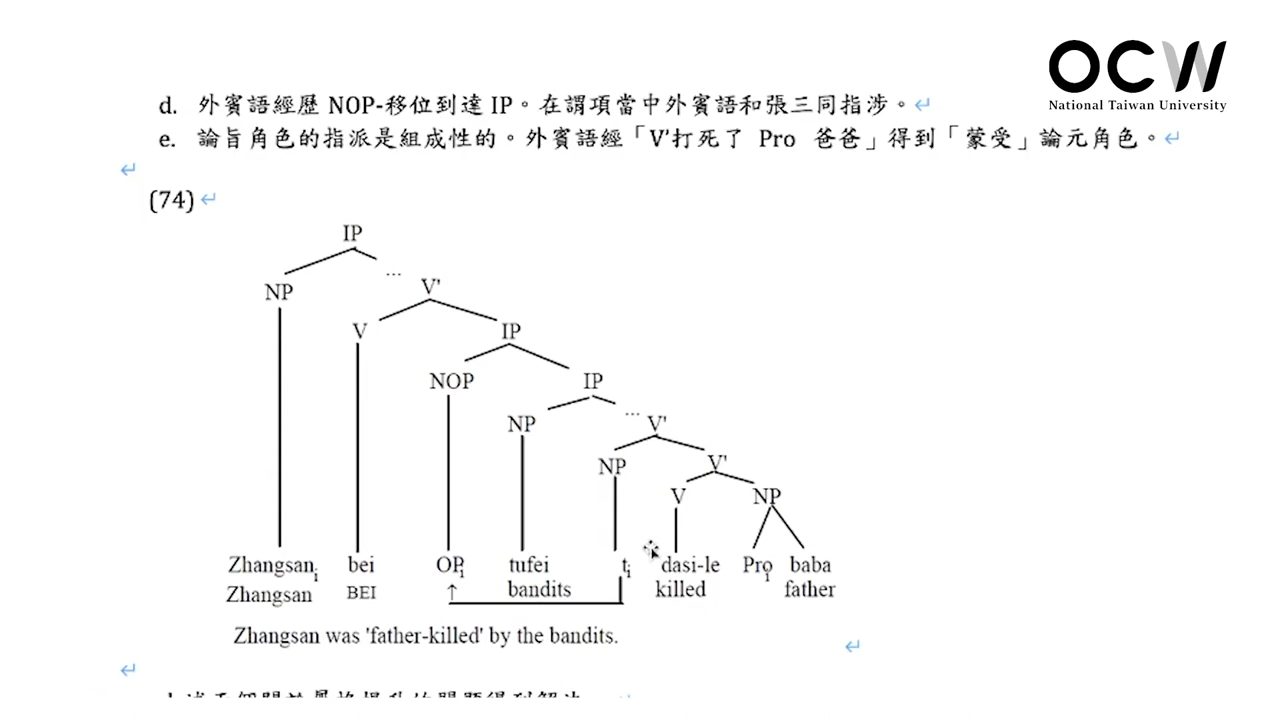 OCW
National Taiwan University
d. 外賓語經歷 NOP-移位到達 IP。在謂項當中外賓語和張三同指涉。
e. 論旨角色的指派是組成性的。外賓語經「V'打死了 Pro 爸爸」得到「蒙受」論元角色。
(74)
IP
NP ... V'
V IP
NOP IP
NP ... V'
NP V'
V NP
Zhangsani bei OPi tufei ti dasi-le Proi baba
Zhangsan BEI ↑ bandits killed father
Zhangsan was 'father-killed' by the bandits.